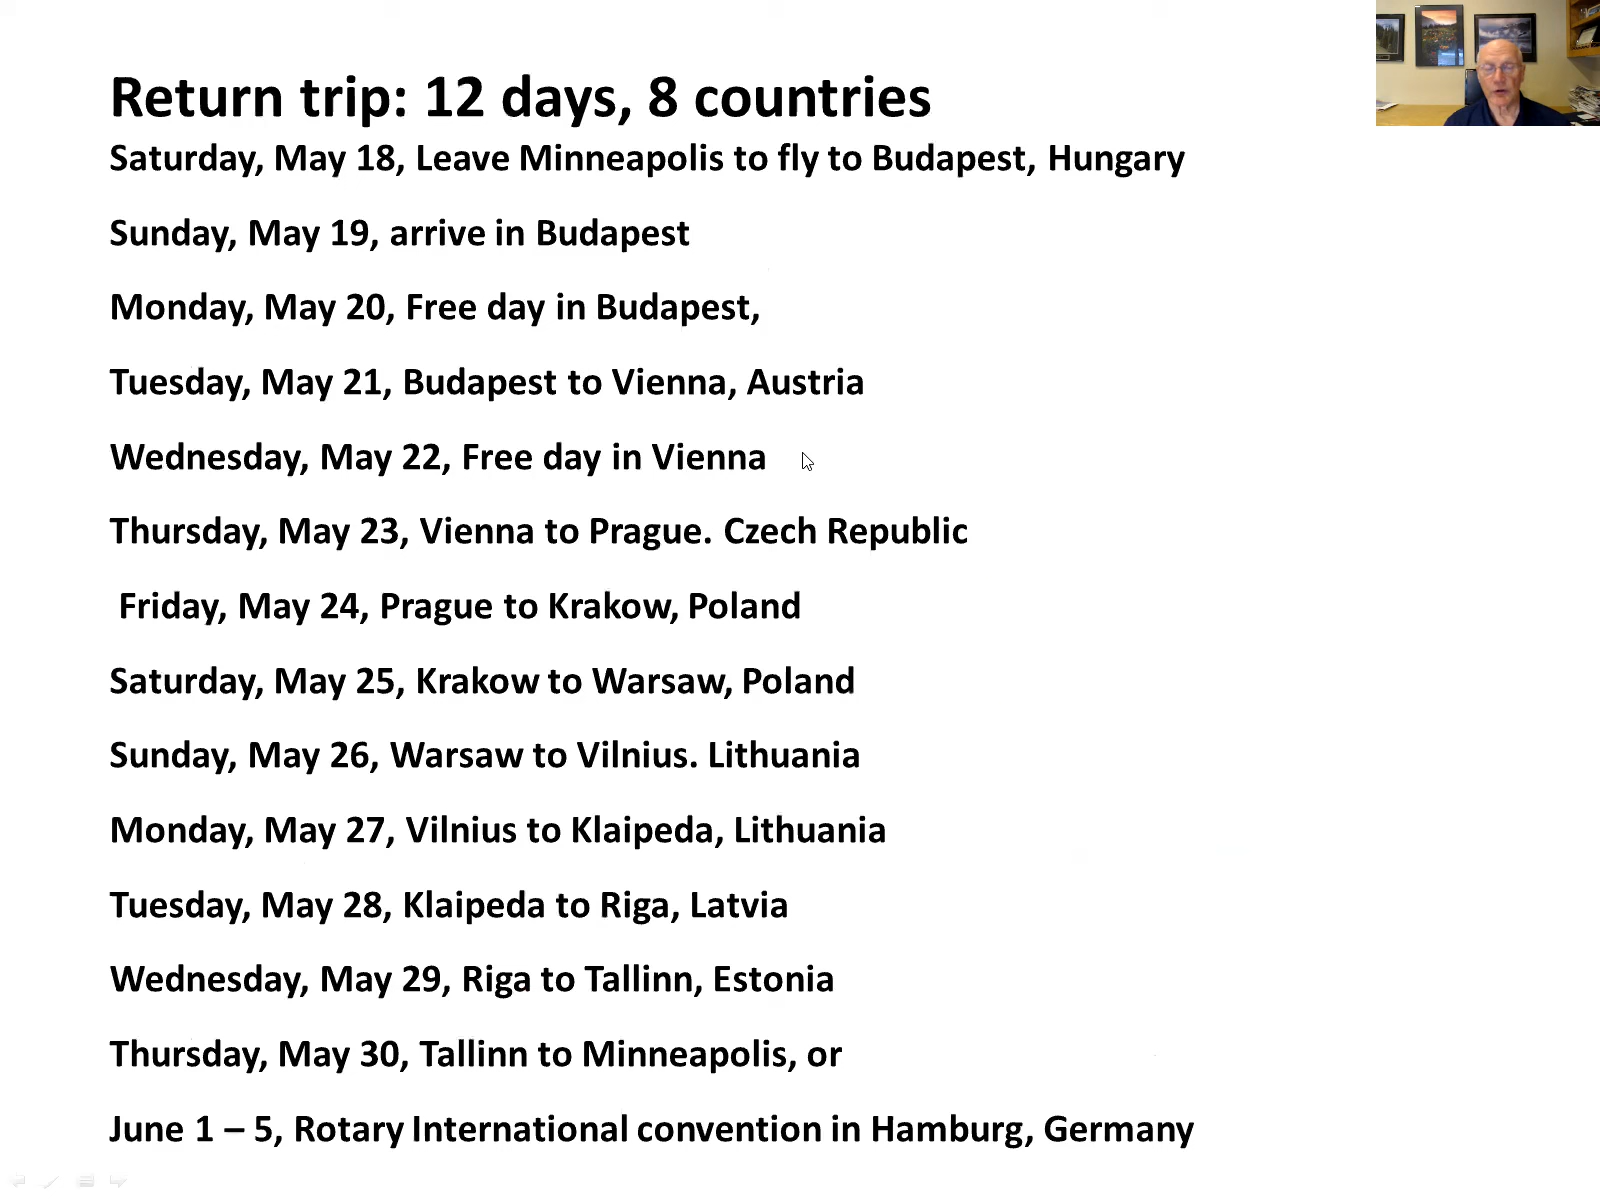 Return trip: 12 days, 8 countries
Saturday, May 18, Leave Minneapolis to fly to Budapest, Hungary
Sunday, May 19, arrive in Budapest
Monday, May 20, Free day in Budapest,
Tuesday, May 21, Budapest to Vienna, Austria
Wednesday, May 22, Free day in Vienna
Thursday, May 23, Vienna to Prague. Czech Republic
Friday, May 24, Prague to Krakow, Poland
Saturday, May 25, Krakow to Warsaw, Poland
Sunday, May 26, Warsaw to Vilnius. Lithuania
Monday, May 27, Vilnius to Klaipeda, Lithuania
Tuesday, May 28, Klaipeda to Riga, Latvia
Wednesday, May 29, Riga to Tallinn, Estonia
Thursday, May 30, Tallinn to Minneapolis, or
June 1 – 5, Rotary International convention in Hamburg, Germany